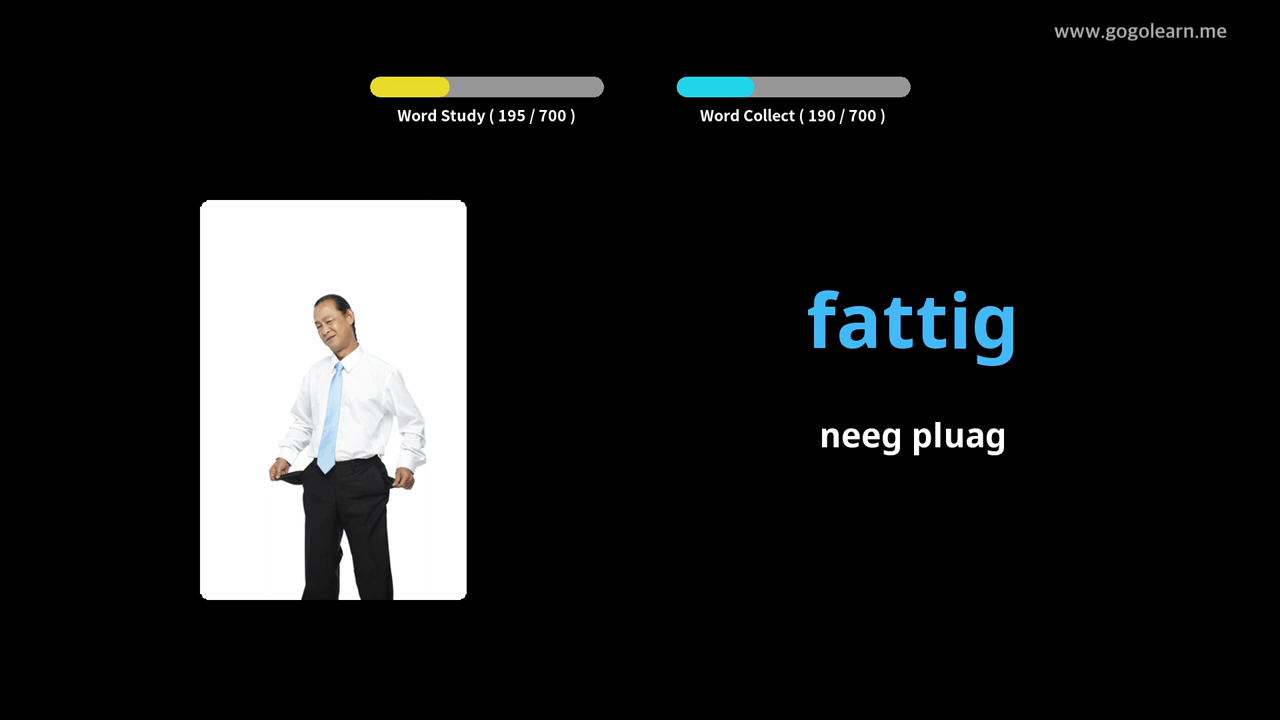 www.gogolearn.me
Word Study ( 195 / 700 )
Word Collect ( 190 / 700 )
fattig
neeg pluag